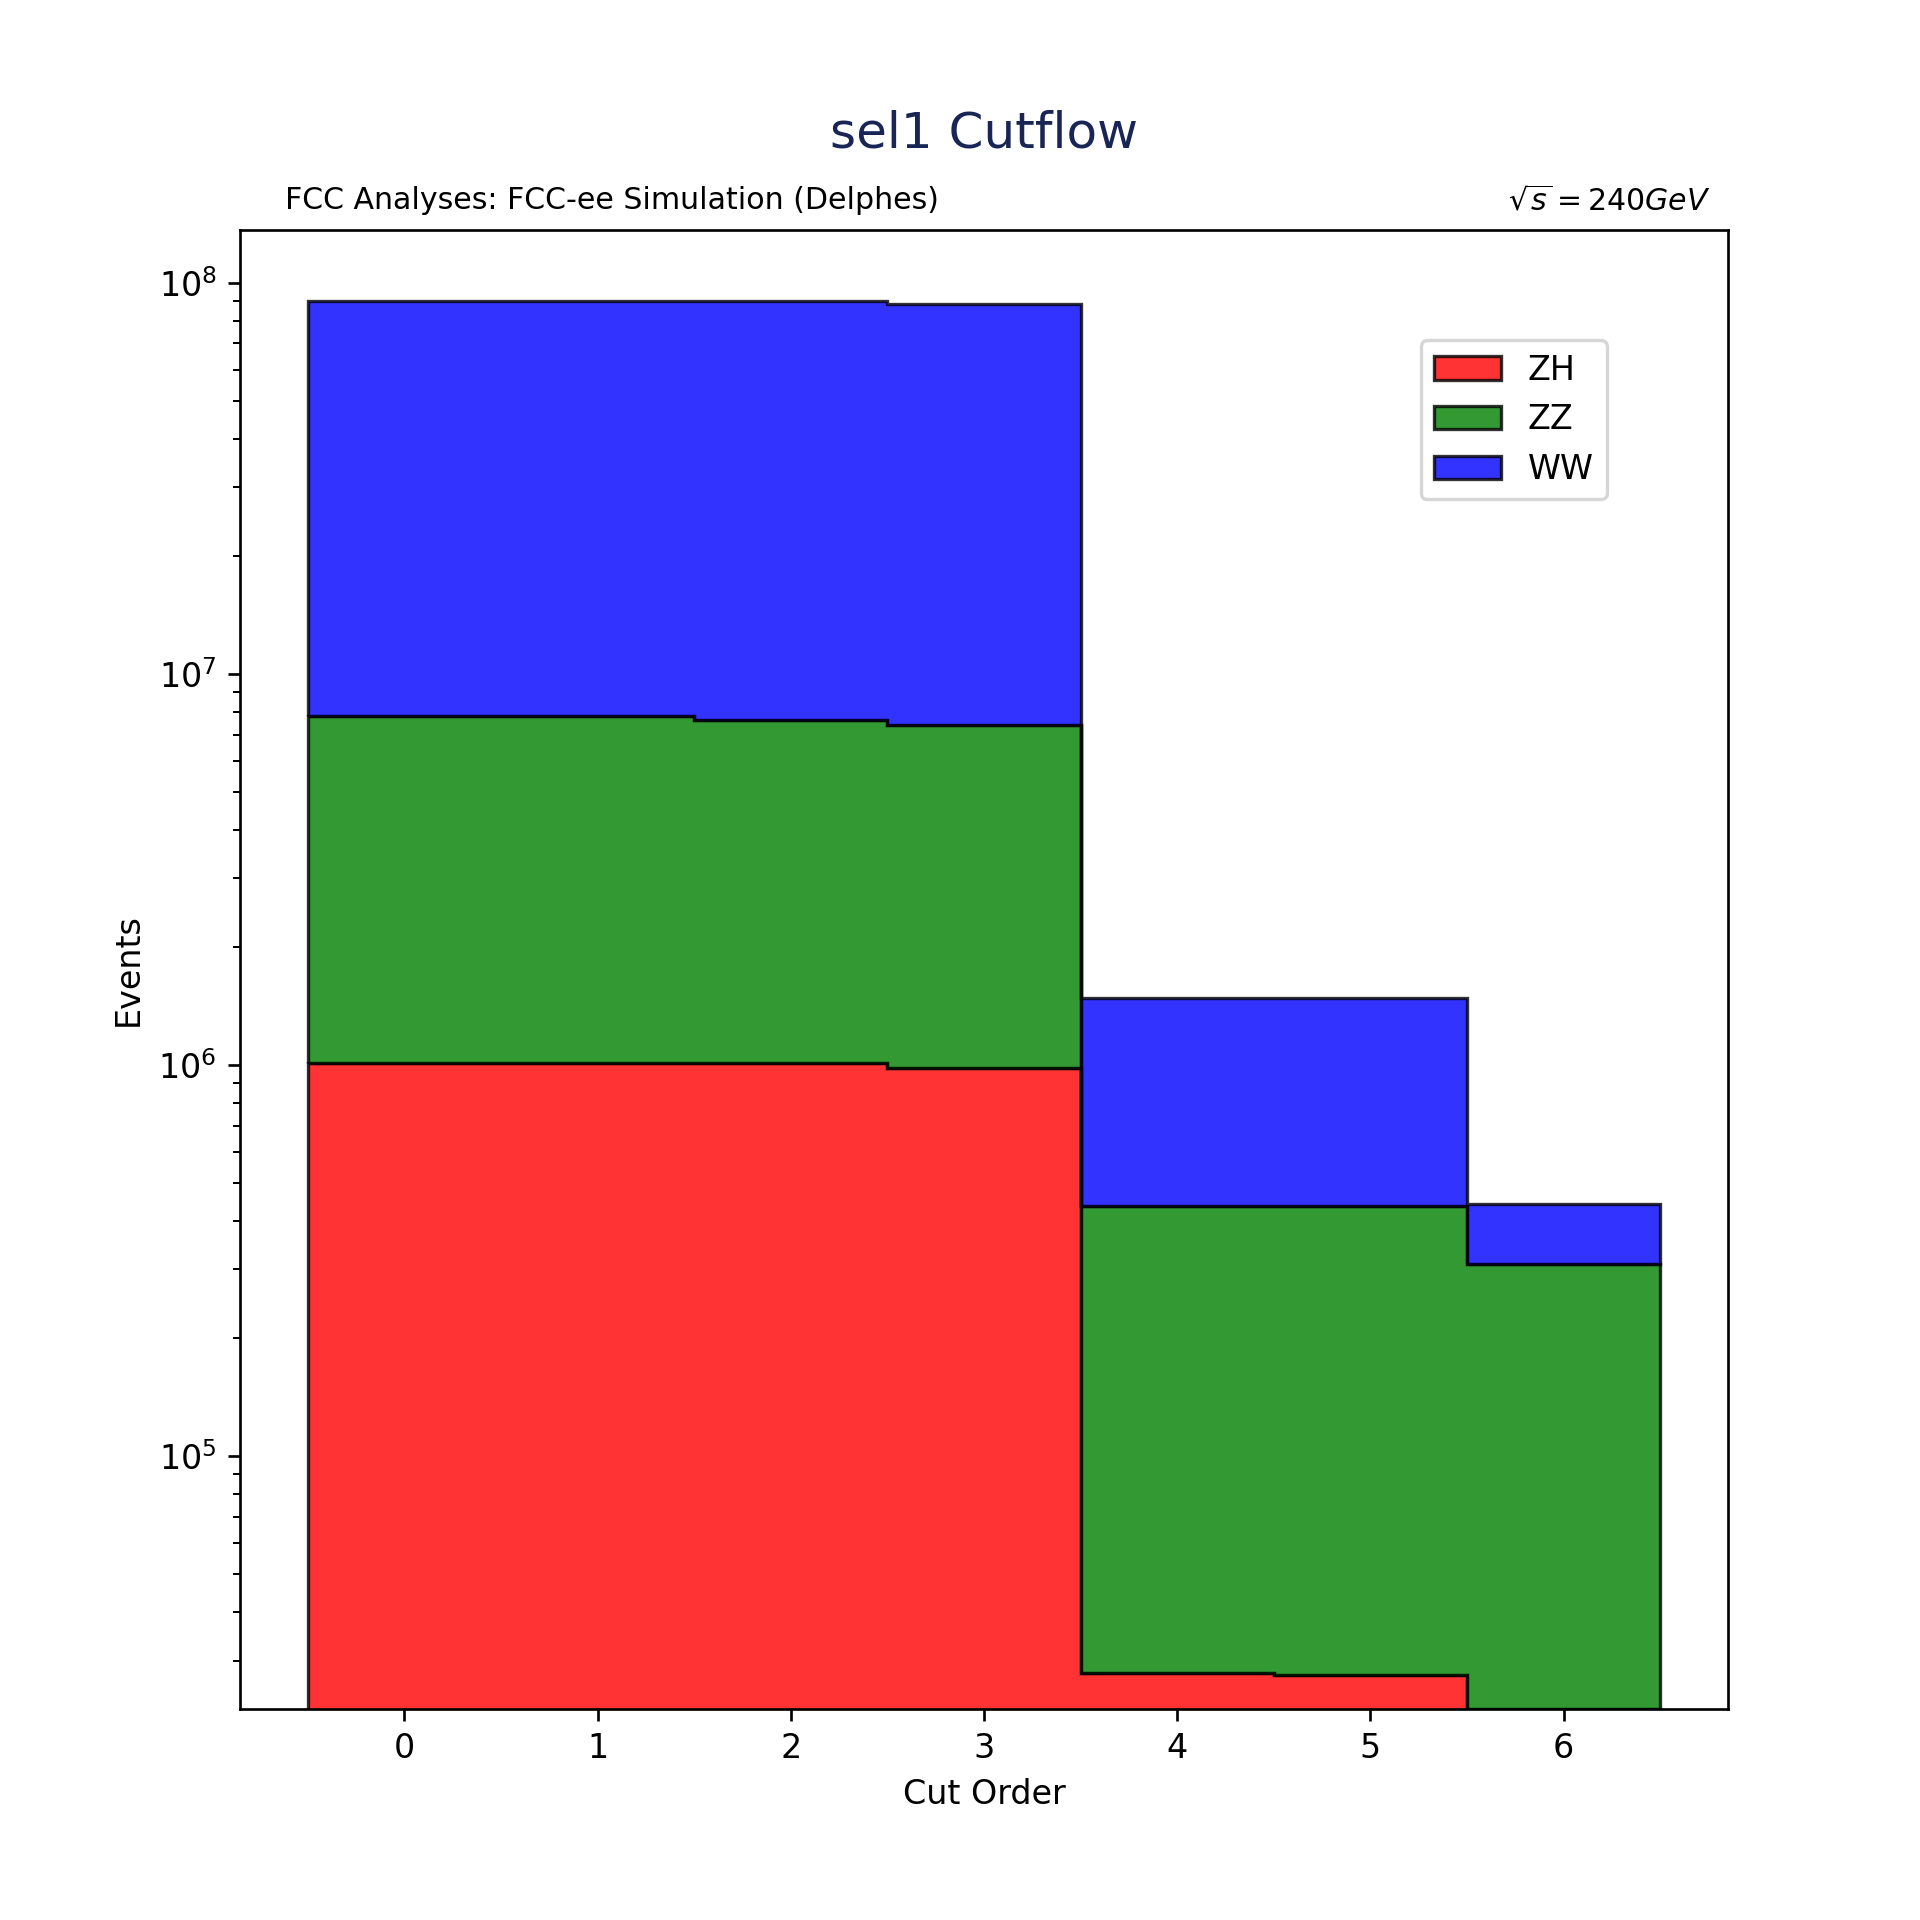 sel1 Cutflow
FCC Analyses: FCC-ee Simulation (Delphes)
√s = 240GeV
10⁸
10⁷
10⁶
10⁵
Events
ZH
ZZ
WW
0 1 2 3 4 5 6
Cut Order